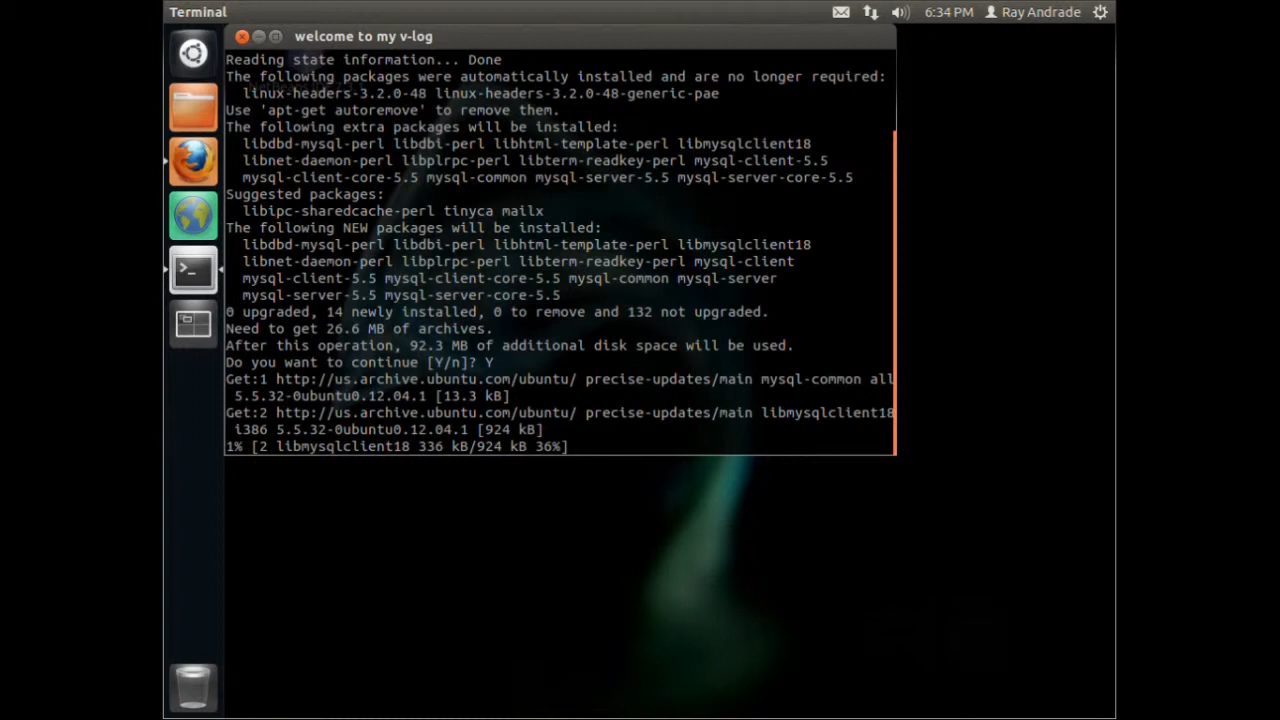 Terminal
6:34 PM
Ray Andrade
welcome to my v-log
Reading state information... Done
The following packages were automatically installed and are no longer required:
linux-headers-3.2.0-48 linux-headers-3.2.0-48-generic-pae
Use 'apt-get autoremove' to remove them.
The following extra packages will be installed:
libdbd-mysql-perl libdbi-perl libhtml-template-perl libmysqlclient18
libnet-daemon-perl libplrpc-perl libterm-readkey-perl mysql-client-5.5
mysql-client-core-5.5 mysql-common mysql-server-5.5 mysql-server-core-5.5
Suggested packages:
libipc-sharedcache-perl tinyca mailx
The following NEW packages will be installed:
libdbd-mysql-perl libdbi-perl libhtml-template-perl libmysqlclient18
libnet-daemon-perl libplrpc-perl libterm-readkey-perl mysql-client
mysql-client-5.5 mysql-client-core-5.5 mysql-common mysql-server
mysql-server-5.5 mysql-server-core-5.5
0 upgraded, 14 newly installed, 0 to remove and 132 not upgraded.
Need to get 26.6 MB of archives.
After this operation, 92.3 MB of additional disk space will be used.
Do you want to continue [Y/n]? Y
Get:1 http://us.archive.ubuntu.com/ubuntu/ precise-updates/main mysql-common all
5.5.32-0ubuntu0.12.04.1 [13.3 kB]
Get:2 http://us.archive.ubuntu.com/ubuntu/ precise-updates/main libmysqlclient18
i386 5.5.32-0ubuntu0.12.04.1 [924 kB]
1% [2 libmysqlclient18 336 kB/924 kB 36%]